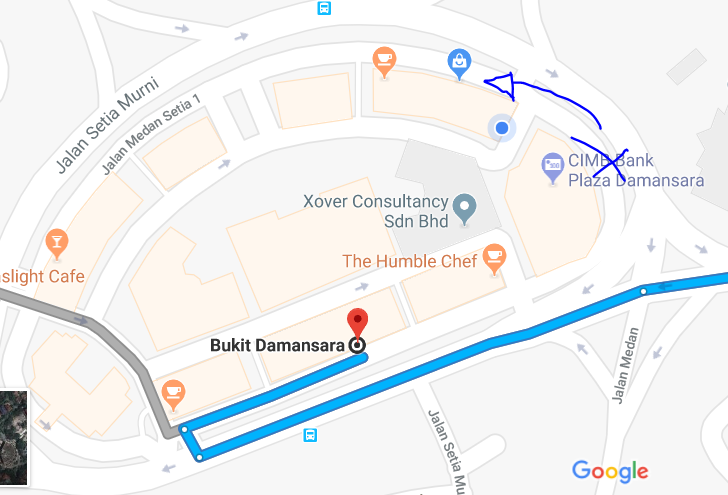 Jalan Setia Murni
Jalan Medan Setia 1
CIMB Bank
Plaza Damansara
Xover Consultancy
Sdn Bhd
The Humble Chef
slight Cafe
Bukit Damansara
Jalan Medan
Jalan Setia Mu
Google